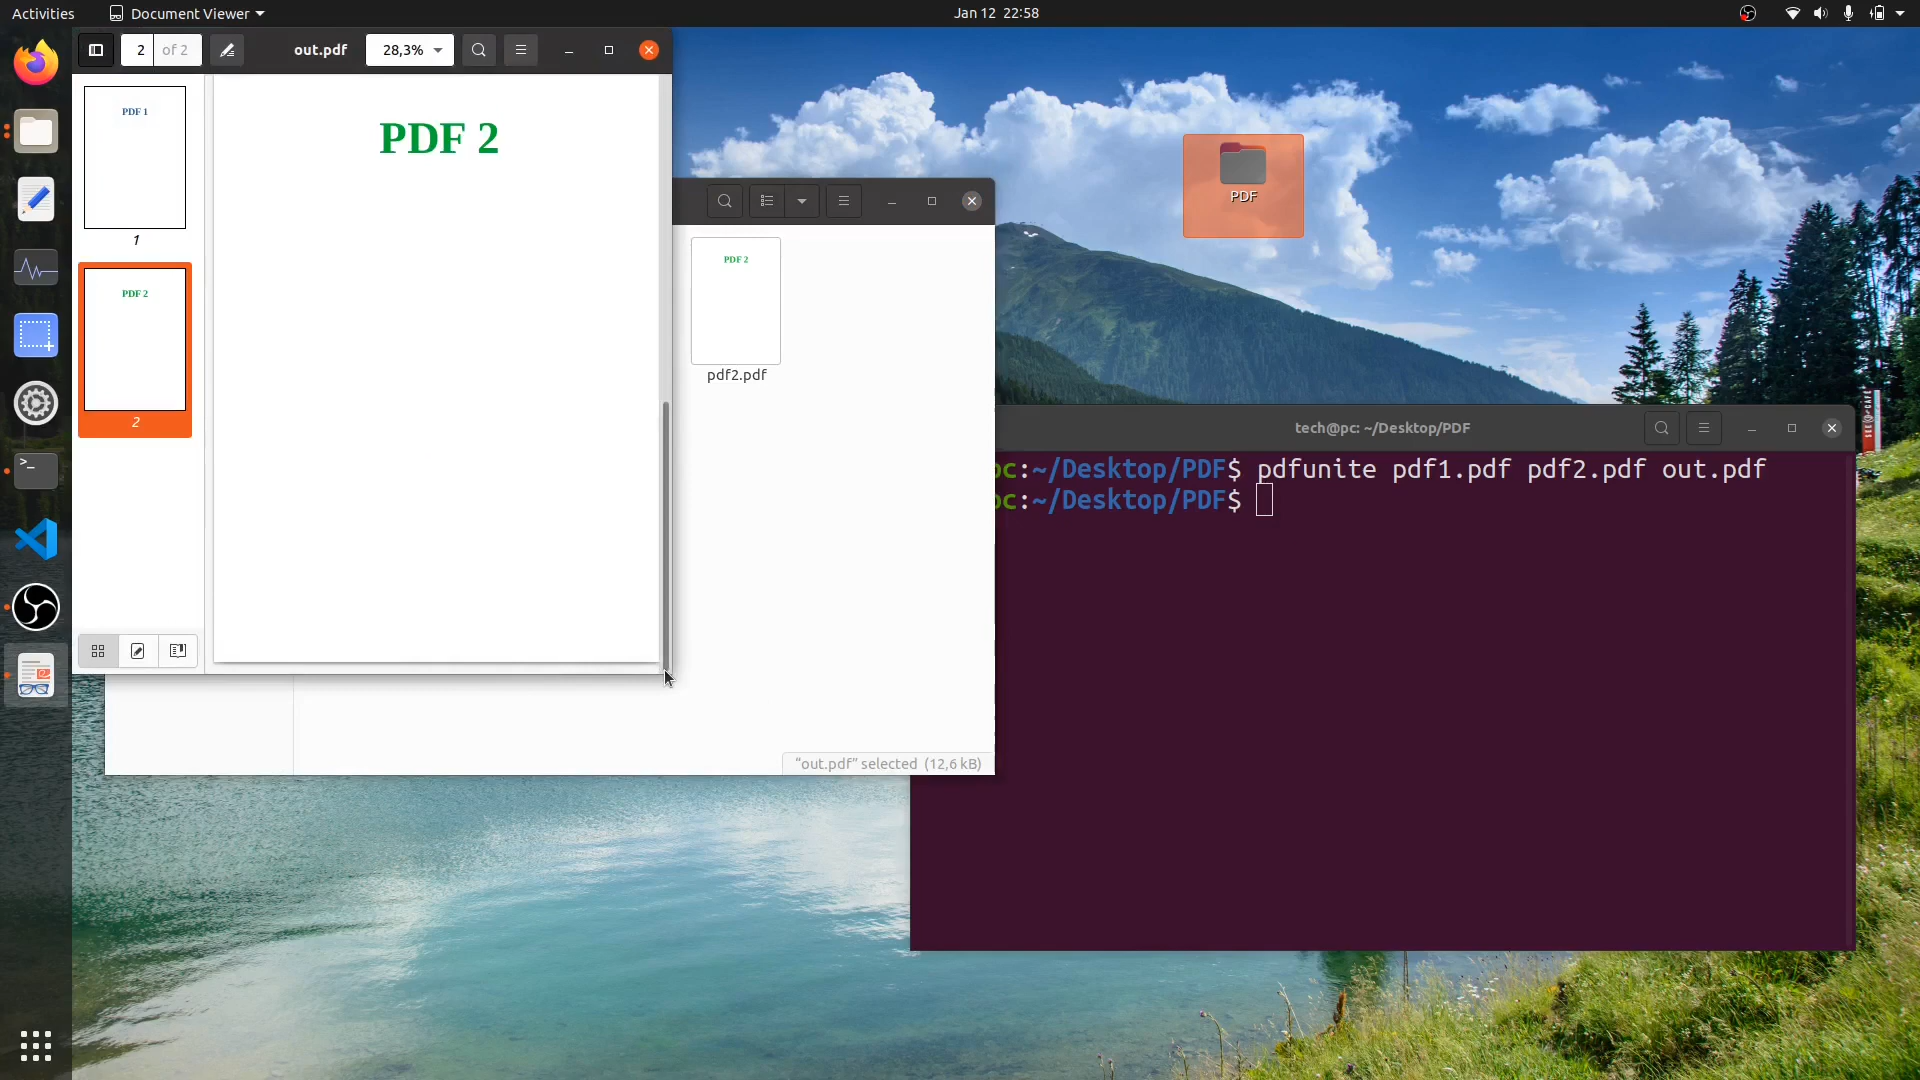 Activities
Document Viewer
Jan 12 22:58
2 of 2
out.pdf
28,3%
PDF 1
1
PDF 2
2
PDF 2
PDF 2
pdf2.pdf
"out.pdf" selected (12,6 kB)
PDF
tech@pc: ~/Desktop/PDF
pc:~/Desktop/PDF$ pdfunite pdf1.pdf pdf2.pdf out.pdf
pc:~/Desktop/PDF$